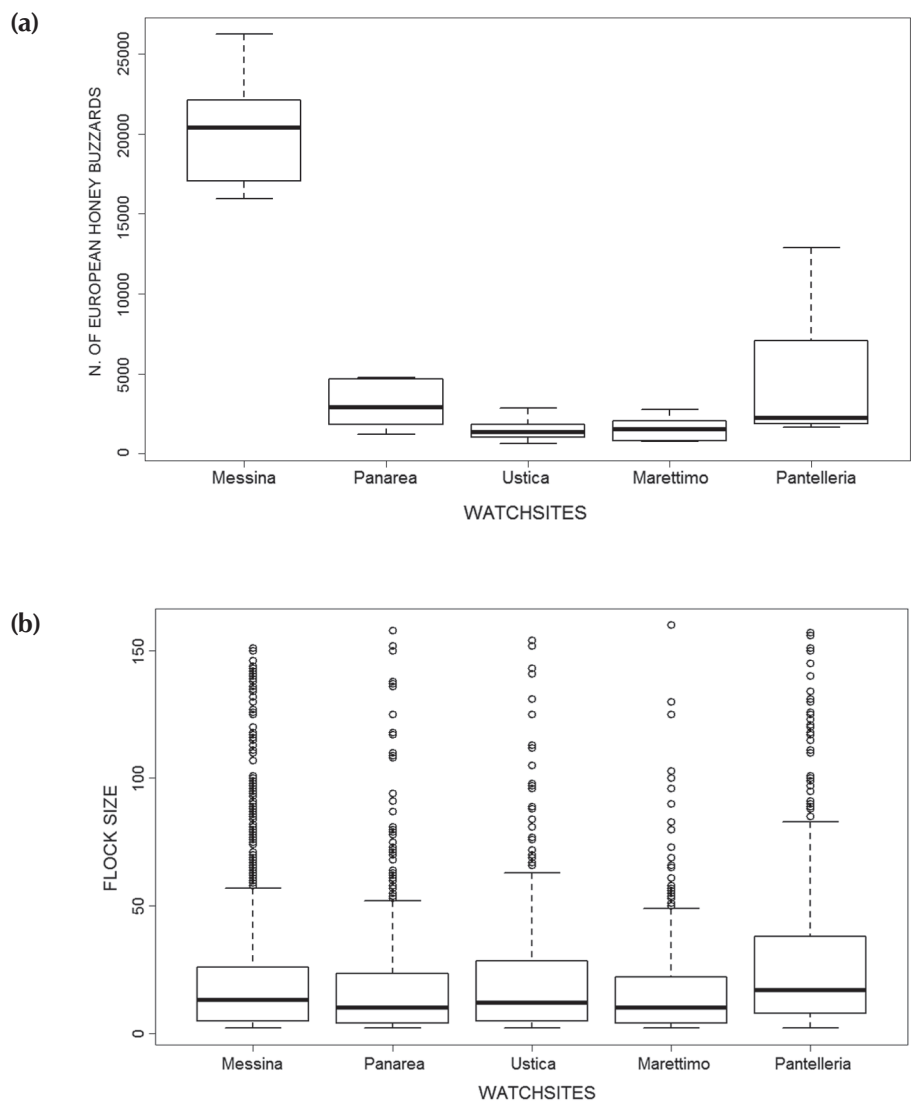 (a)
N. OF EUROPEAN HONEY BUZZARDS
25000
20000
15000
10000
5000
0
Messina Panarea Ustica Marettimo Pantelleria
WATCHSITES
(b)
FLOCK SIZE
150
100
50
0
Messina Panarea Ustica Marettimo Pantelleria
WATCHSITES